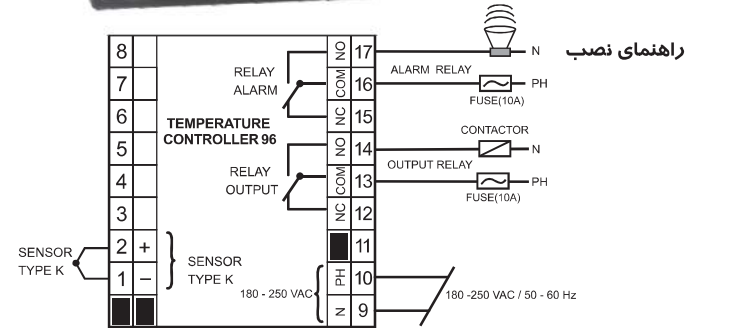 راهنمای نصب
8
7
6
5
4
3
2 +
1 –
SENSOR
TYPE K
SENSOR
TYPE K
TEMPERATURE
CONTROLLER 96
RELAY
ALARM
RELAY
OUTPUT
180 - 250 VAC
NO 17
COM 16
NC 15
NO 14
COM 13
NC 12
11
PH 10
N 9
N
ALARM RELAY
PH
FUSE(10A)
CONTACTOR
N
OUTPUT RELAY
PH
FUSE(10A)
180 -250 VAC / 50 - 60 Hz